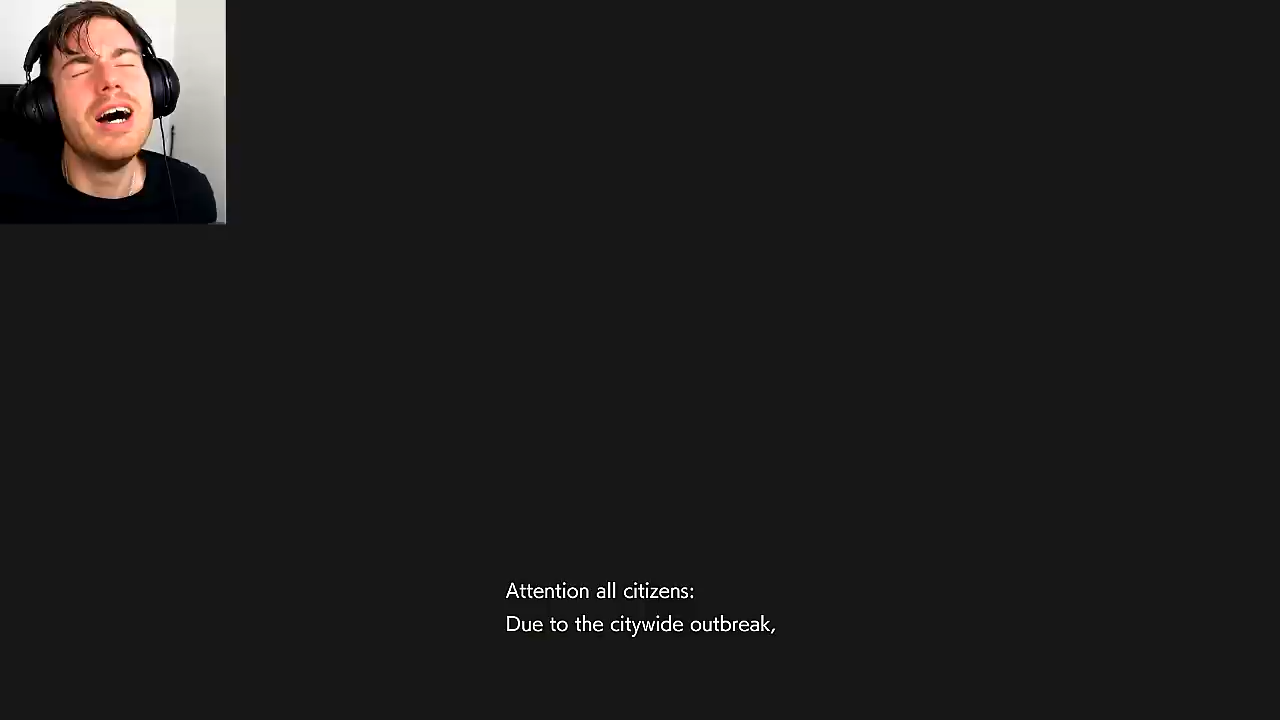 Attention all citizens:
Due to the citywide outbreak,